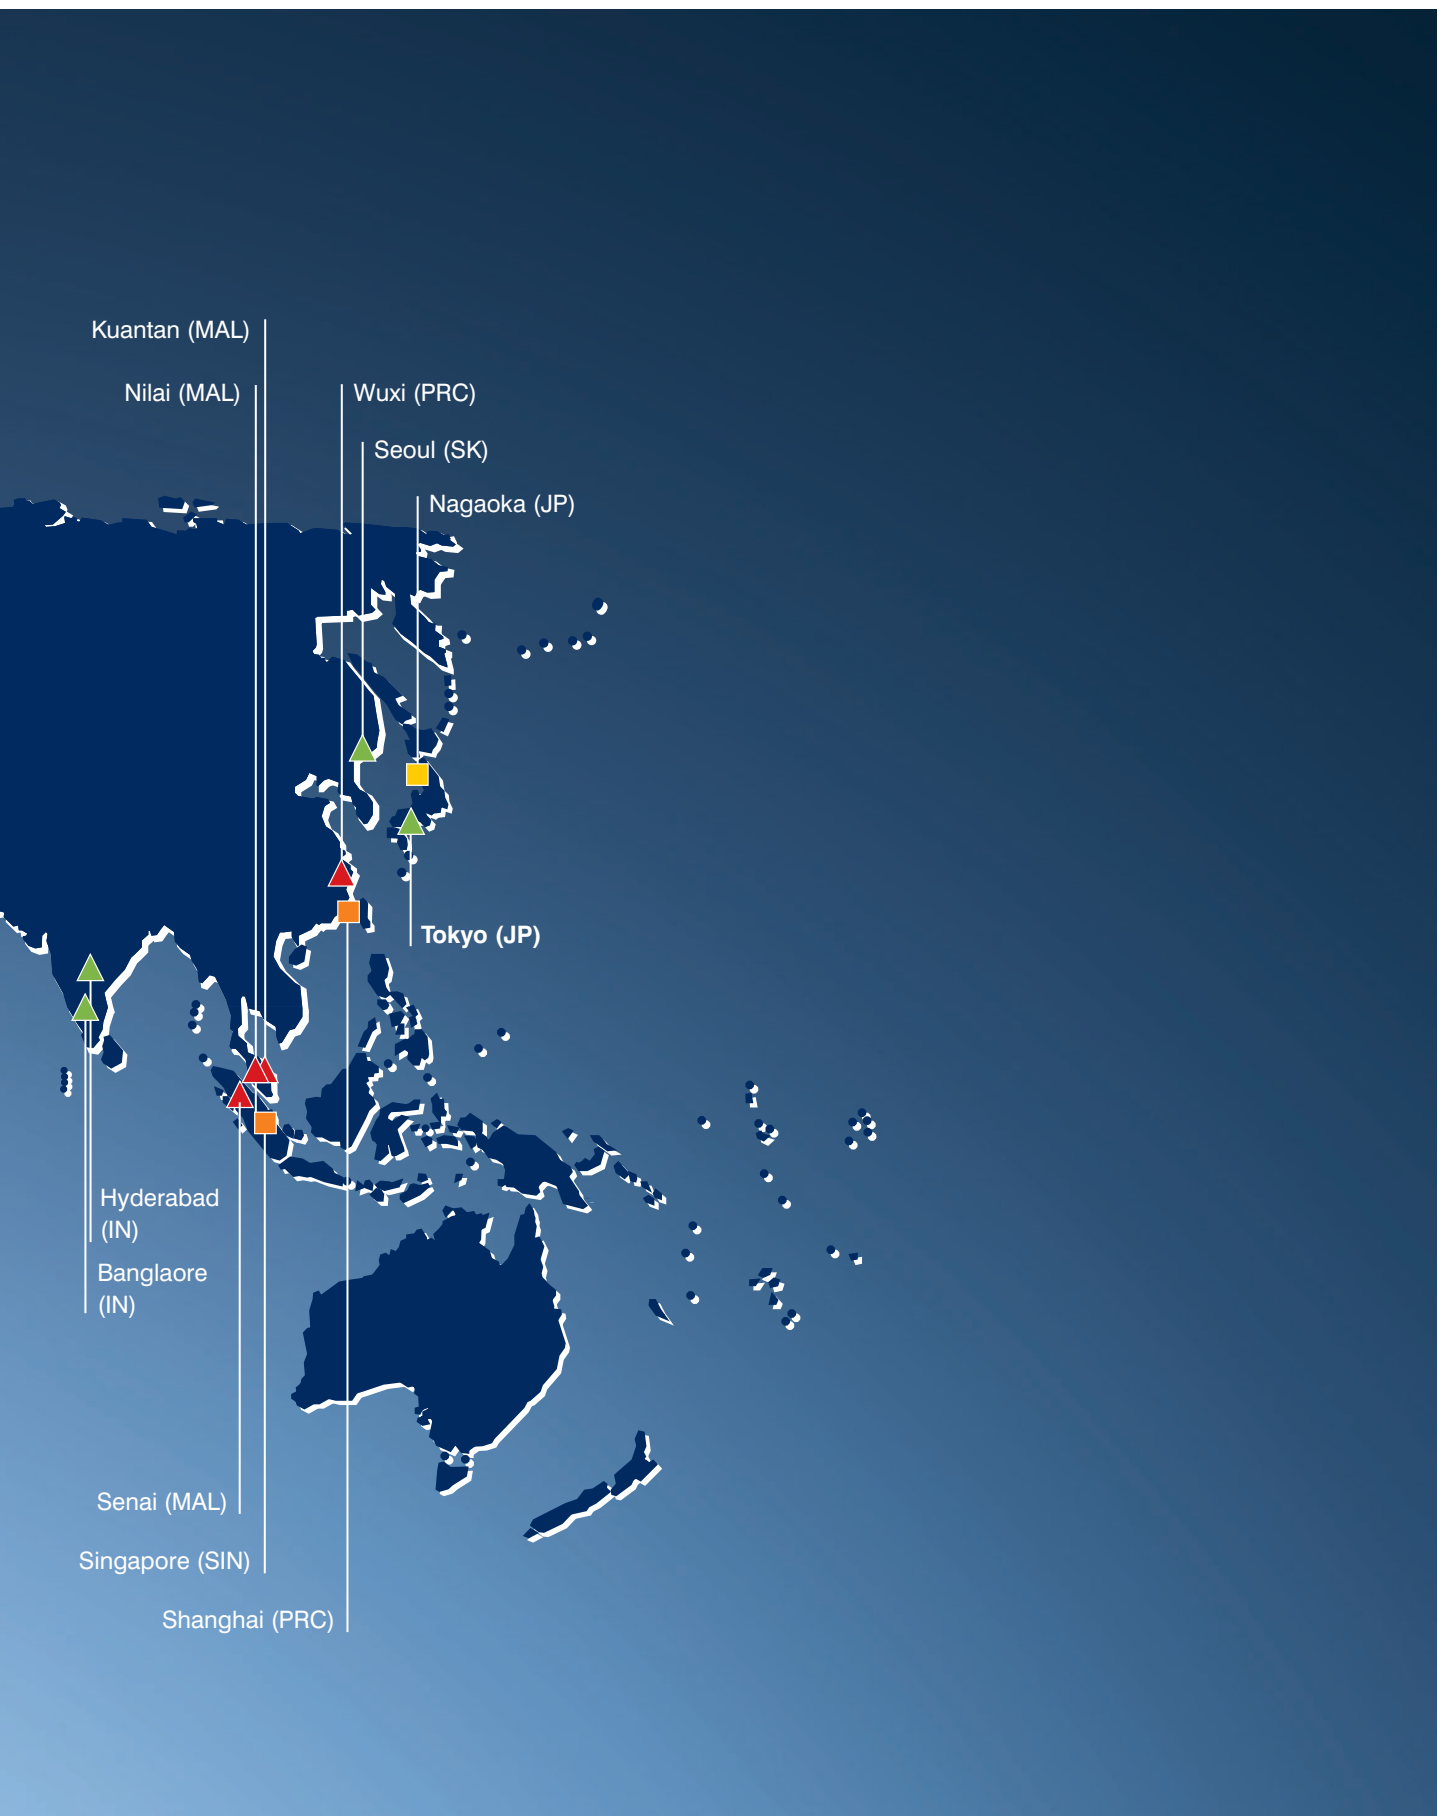 Kuantan (MAL)
Nilai (MAL)
Wuxi (PRC)
Seoul (SK)
Nagaoka (JP)
Tokyo (JP)
Hyderabad
(IN)
Banglaore
(IN)
Senai (MAL)
Singapore (SIN)
Shanghai (PRC)